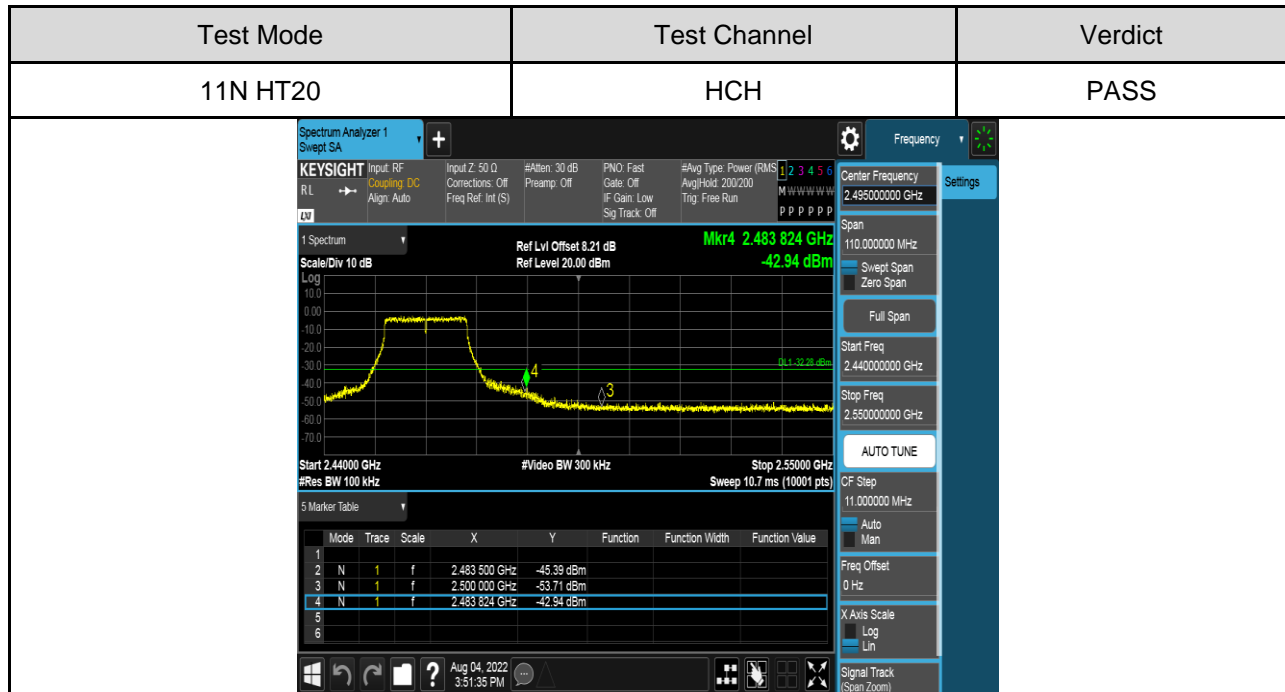 Test Mode Test Channel Verdict
11N HT20 HCH PASS
Spectrum Analyzer 1
Swept SA
+
Frequency
KEYSIGHT
RL
LXI
Input: RF
Coupling: DC
Align: Auto
Input Z: 50 Ω
Corrections: Off
Freq Ref: Int (S)
#Atten: 30 dB
Preamp: Off
PNO: Fast
Gate: Off
IF Gain: Low
Sig Track: Off
#Avg Type: Power (RMS
Avg|Hold: 200/200
Trig: Free Run
1 2 3 4 5 6
M W W W W W
P P P P P P
1 Spectrum
Scale/Div 10 dB
Ref Lvl Offset 8.21 dB
Ref Level 20.00 dBm
Mkr4 2.483 824 GHz
-42.94 dBm
Log
10.0
0.00
-10.0
-20.0
-30.0
-40.0
-50.0
-60.0
-70.0
DL1 -32.28 dBm
4
3
Start 2.44000 GHz #Video BW 300 kHz Stop 2.55000 GHz
#Res BW 100 kHz Sweep 10.7 ms (10001 pts)
5 Marker Table
Mode Trace Scale X Y Function Function Width Function Value
1
2 N 1 f 2.483 500 GHz -45.39 dBm
3 N 1 f 2.500 000 GHz -53.71 dBm
4 N 1 f 2.483 824 GHz -42.94 dBm
5
6
?
Aug 04, 2022
3:51:35 PM
Center Frequency
2.495000000 GHz
Settings
Span
110.000000 MHz
Swept Span
Zero Span
Full Span
Start Freq
2.440000000 GHz
Stop Freq
2.550000000 GHz
AUTO TUNE
CF Step
11.000000 MHz
Auto
Man
Freq Offset
0 Hz
X Axis Scale
Log
Lin
Signal Track
(Span Zoom)